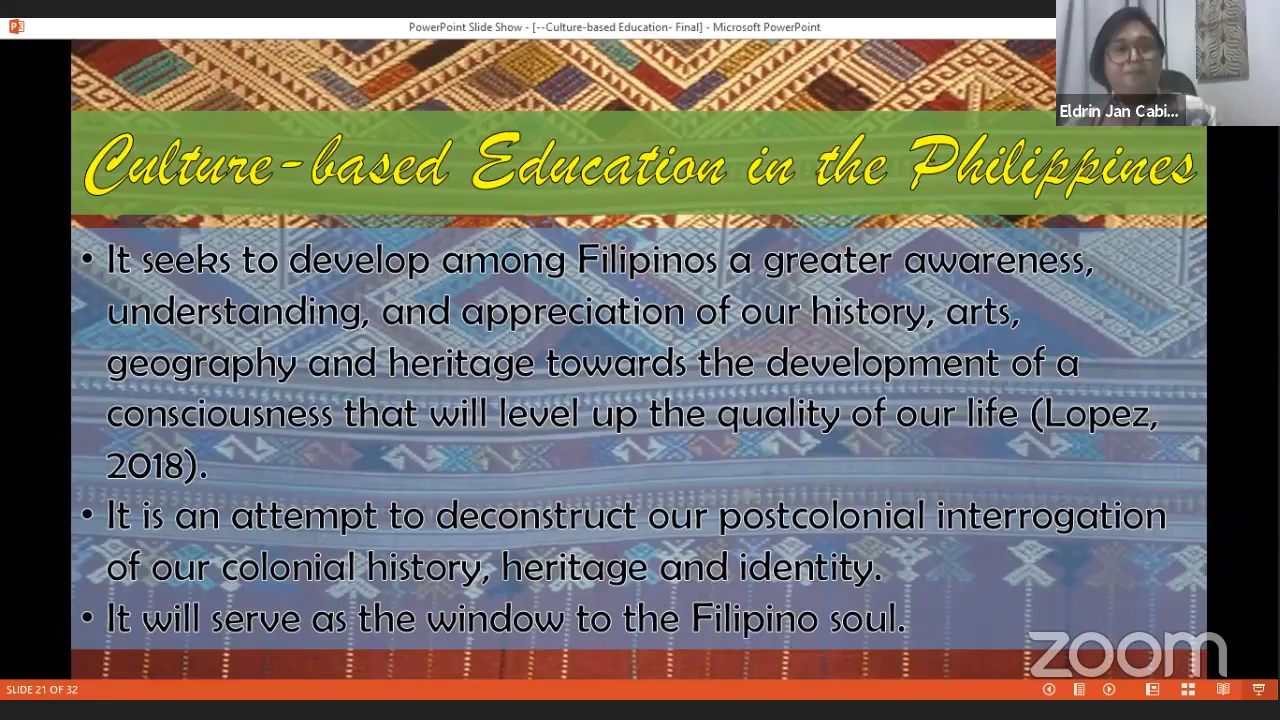 PowerPoint Slide Show - [--Culture-based Education- Final] - Microsoft PowerPoint
Eldrin Jan Cabi...
Culture-based Education in the Philippines
• It seeks to develop among Filipinos a greater awareness,
understanding, and appreciation of our history, arts,
geography and heritage towards the development of a
consciousness that will level up the quality of our life (Lopez,
2018).
• It is an attempt to deconstruct our postcolonial interrogation
of our colonial history, heritage and identity.
• It will serve as the window to the Filipino soul.
zoom
SLIDE 21 OF 32